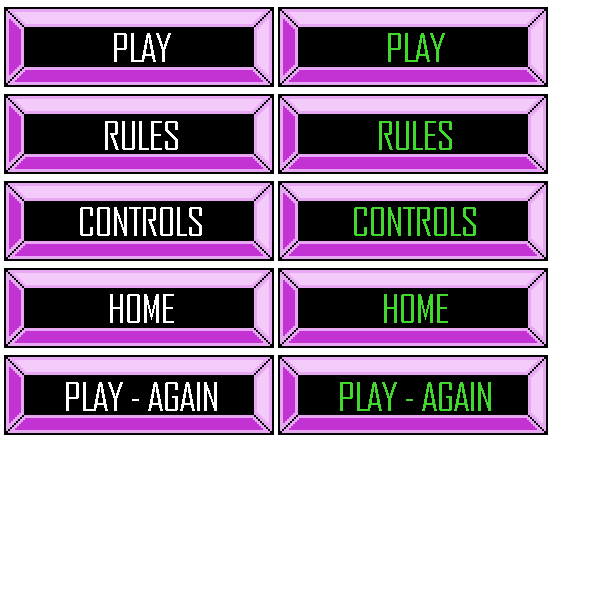 PLAY PLAY
RULES RULES
CONTROLS CONTROLS
HOME HOME
PLAY - AGAIN PLAY - AGAIN